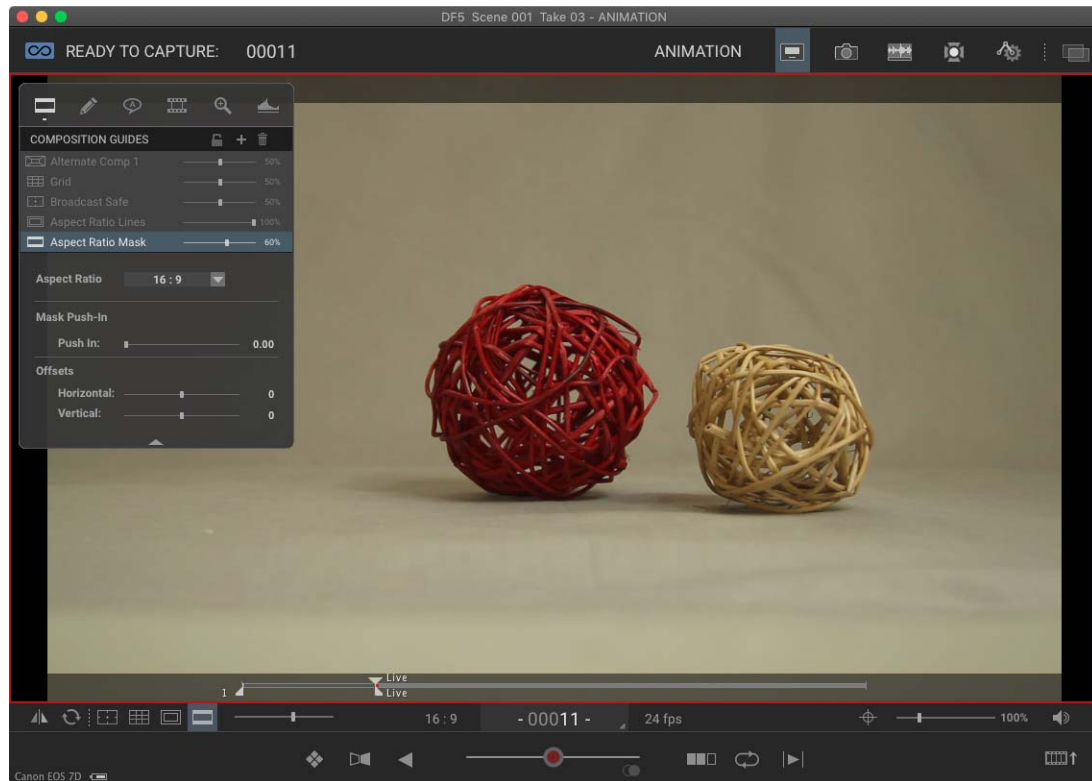 DF5 Scene 001 Take 03 - ANIMATION
READY TO CAPTURE: 00011 ANIMATION
A
COMPOSITION GUIDES
Alternate Comp 1 50%
Grid 50%
Broadcast Safe 50%
Aspect Ratio Lines 100%
Aspect Ratio Mask 60%
Aspect Ratio 16 : 9
Mask Push-In
Push In: 0.00
Offsets
Horizontal: 0
Vertical: 0
Live
1 Live
16 : 9 - 00011 - 24 fps 100%
Canon EOS 7D